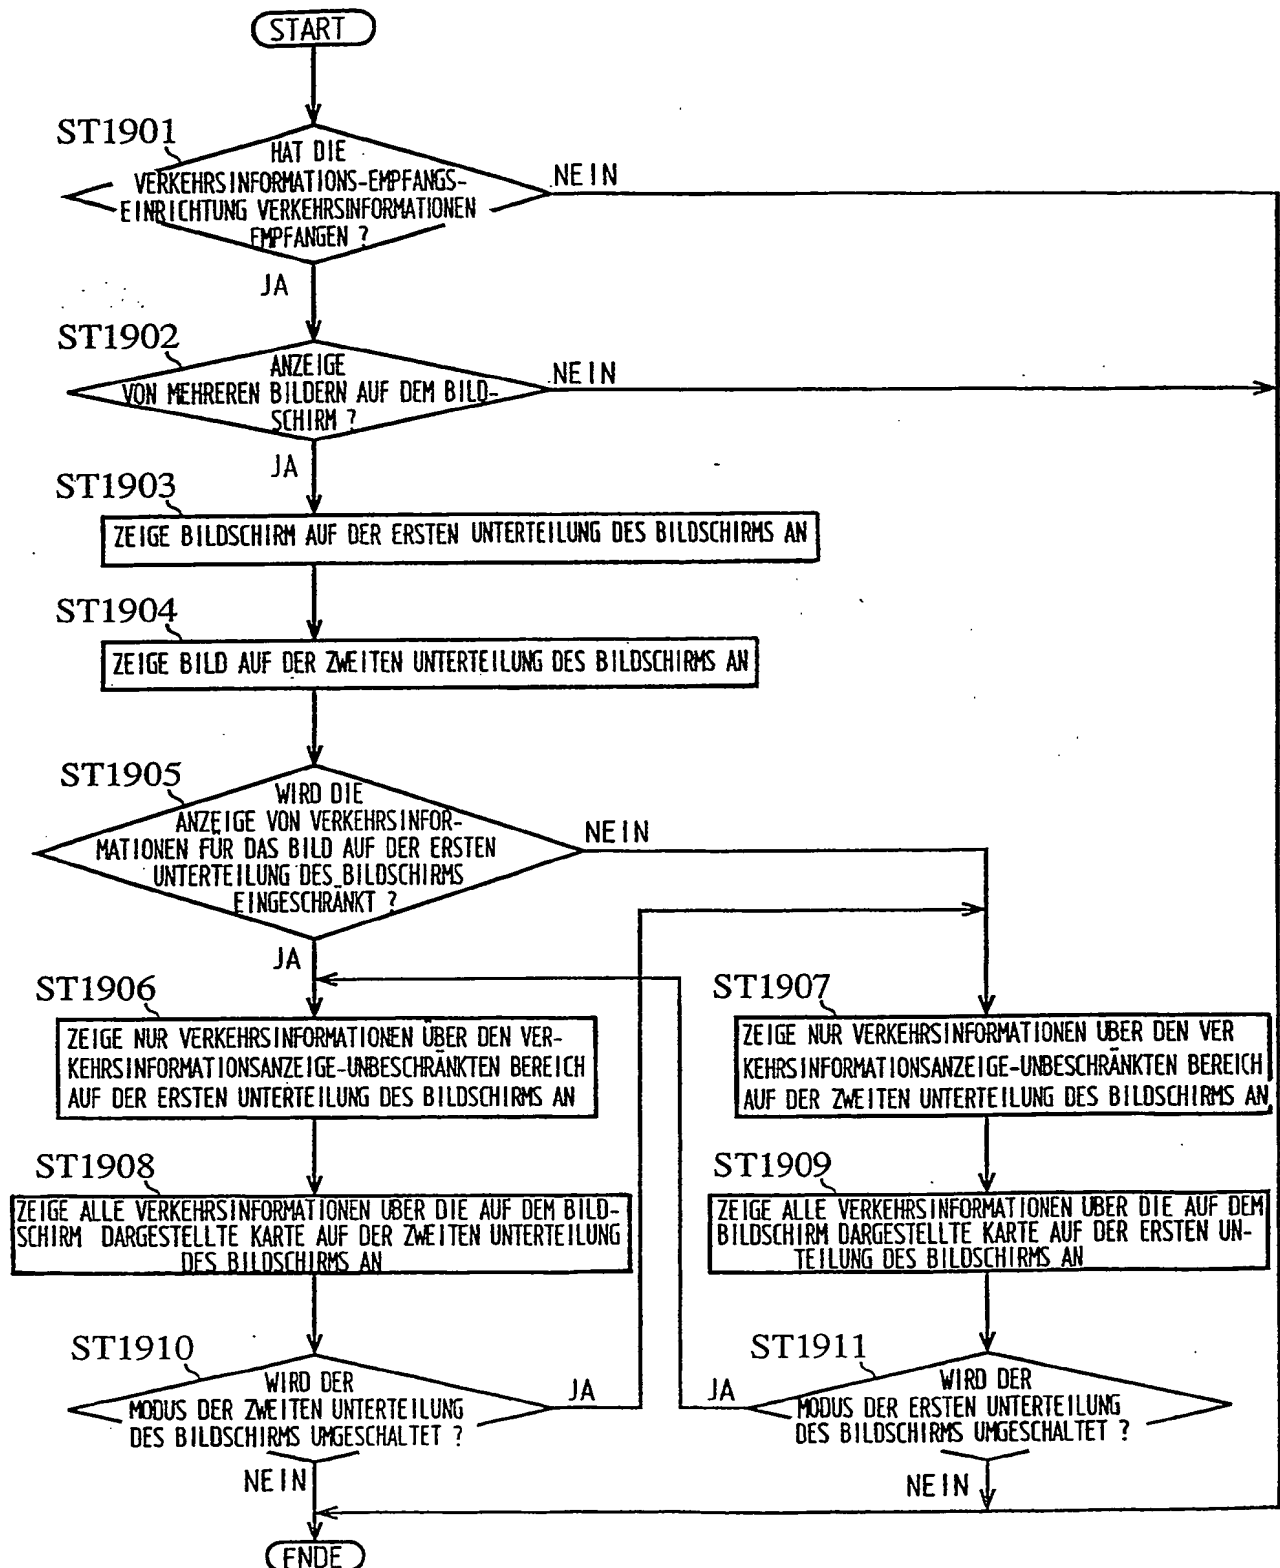 START
ST1901
HAT DIE
VERKEHRSINFORMATIONS-EMPFANGS-
EINRICHTUNG VERKEHRSINFORMATIONEN
EMPFANGEN ?
NEIN
JA
ST1902
ANZEIGE
VON MEHREREN BILDERN AUF DEM BILD-
SCHIRM ?
NEIN
JA
ST1903
ZEIGE BILDSCHIRM AUF DER ERSTEN UNTERTEILUNG DES BILDSCHIRMS AN
ST1904
ZEIGE BILD AUF DER ZWEITEN UNTERTEILUNG DES BILDSCHIRMS AN
ST1905
WIRD DIE
ANZEIGE VON VERKEHRSINFOR-
MATIONEN FÜR DAS BILD AUF DER ERSTEN
UNTERTEILUNG DES BILDSCHIRMS
EINGESCHRÄNKT ?
NEIN
JA
ST1906
ZEIGE NUR VERKEHRSINFORMATIONEN ÜBER DEN VER-
KEHRSINFORMATIONSANZEIGE-UNBESCHRÄNKTEN BEREICH
AUF DER ERSTEN UNTERTEILUNG DES BILDSCHIRMS AN
ST1907
ZEIGE NUR VERKEHRSINFORMATIONEN ÜBER DEN VER
KEHRSINFORMATIONSANZEIGE-UNBESCHRÄNKTEN BEREICH
AUF DER ZWEITEN UNTERTEILUNG DES BILDSCHIRMS AN
ST1908
ZEIGE ALLE VERKEHRSINFORMATIONEN ÜBER DIE AUF DEM BILD-
SCHIRM DARGESTELLTE KARTE AUF DER ZWEITEN UNTERTEILUNG
DES BILDSCHIRMS AN
ST1909
ZEIGE ALLE VERKEHRSINFORMATIONEN ÜBER DIE AUF DEM
BILDSCHIRM DARGESTELLTE KARTE AUF DER ERSTEN UN-
TEILUNG DES BILDSCHIRMS AN
ST1910
WIRD DER
MODUS DER ZWEITEN UNTERTEILUNG
DES BILDSCHIRMS UMGESCHALTET ?
JA
NEIN
ST1911
WIRD DER
MODUS DER ERSTEN UNTERTEILUNG
DES BILDSCHIRMS UMGESCHALTET ?
JA
NEIN
ENDE